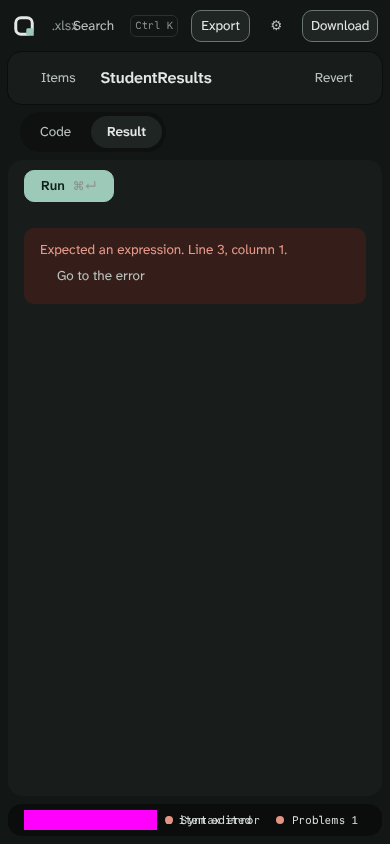 .xlsx Search Ctrl K Export Download
Items StudentResults Revert
Code Result
Run ⌘↵
Expected an expression. Line 3, column 1.
Go to the error
Problems 1